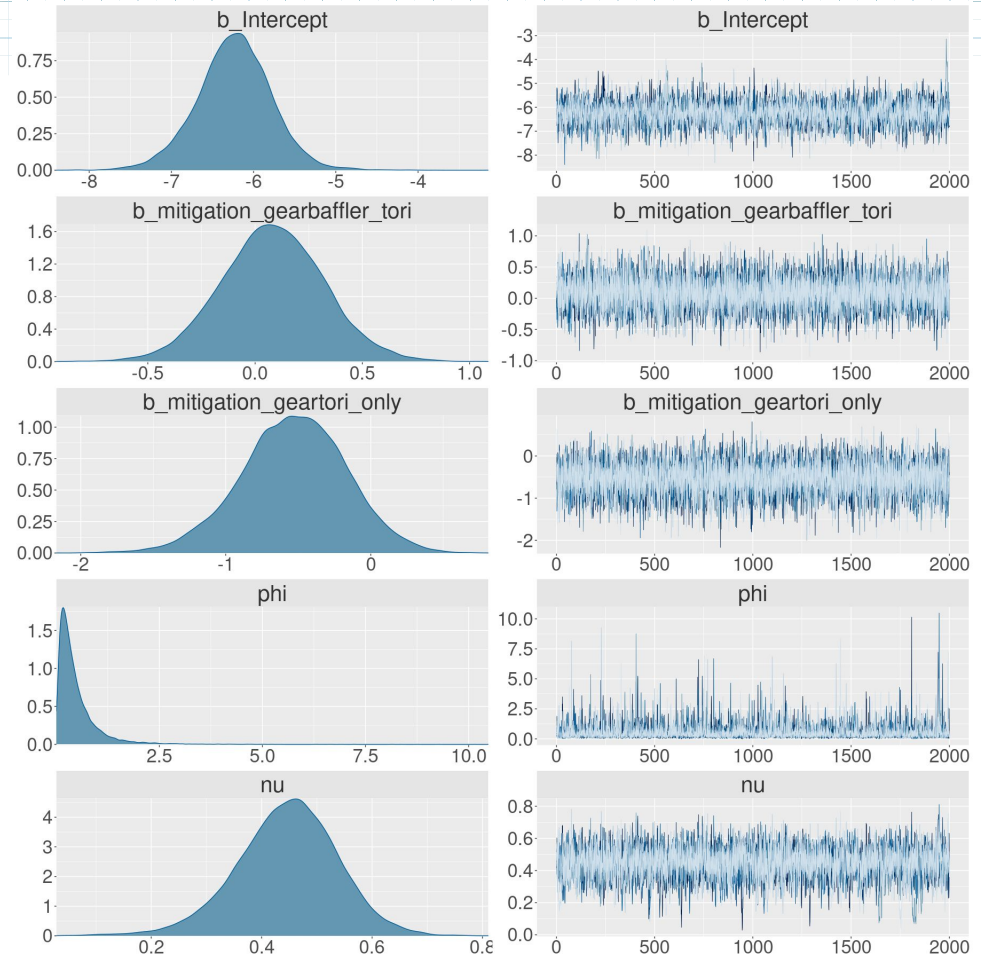 b_Intercept
b_Intercept
0.75
0.50
0.25
0.00
-8 -7 -6 -5 -4
-3
-4
-5
-6
-7
-8
0 500 1000 1500 2000
b_mitigation_gearbaffler_tori
b_mitigation_gearbaffler_tori
1.6
1.2
0.8
0.4
0.0
-0.5 0.0 0.5 1.0
1.0
0.5
0.0
-0.5
-1.0
0 500 1000 1500 2000
b_mitigation_geartori_only
b_mitigation_geartori_only
1.00
0.75
0.50
0.25
0.00
-2 -1 0
0
-1
-2
0 500 1000 1500 2000
phi
phi
1.5
1.0
0.5
0.0
2.5 5.0 7.5 10.0
10.0
7.5
5.0
2.5
0.0
0 500 1000 1500 2000
nu
nu
4
3
2
1
0
0.2 0.4 0.6 0.8
0.8
0.6
0.4
0.2
0.0
0 500 1000 1500 2000